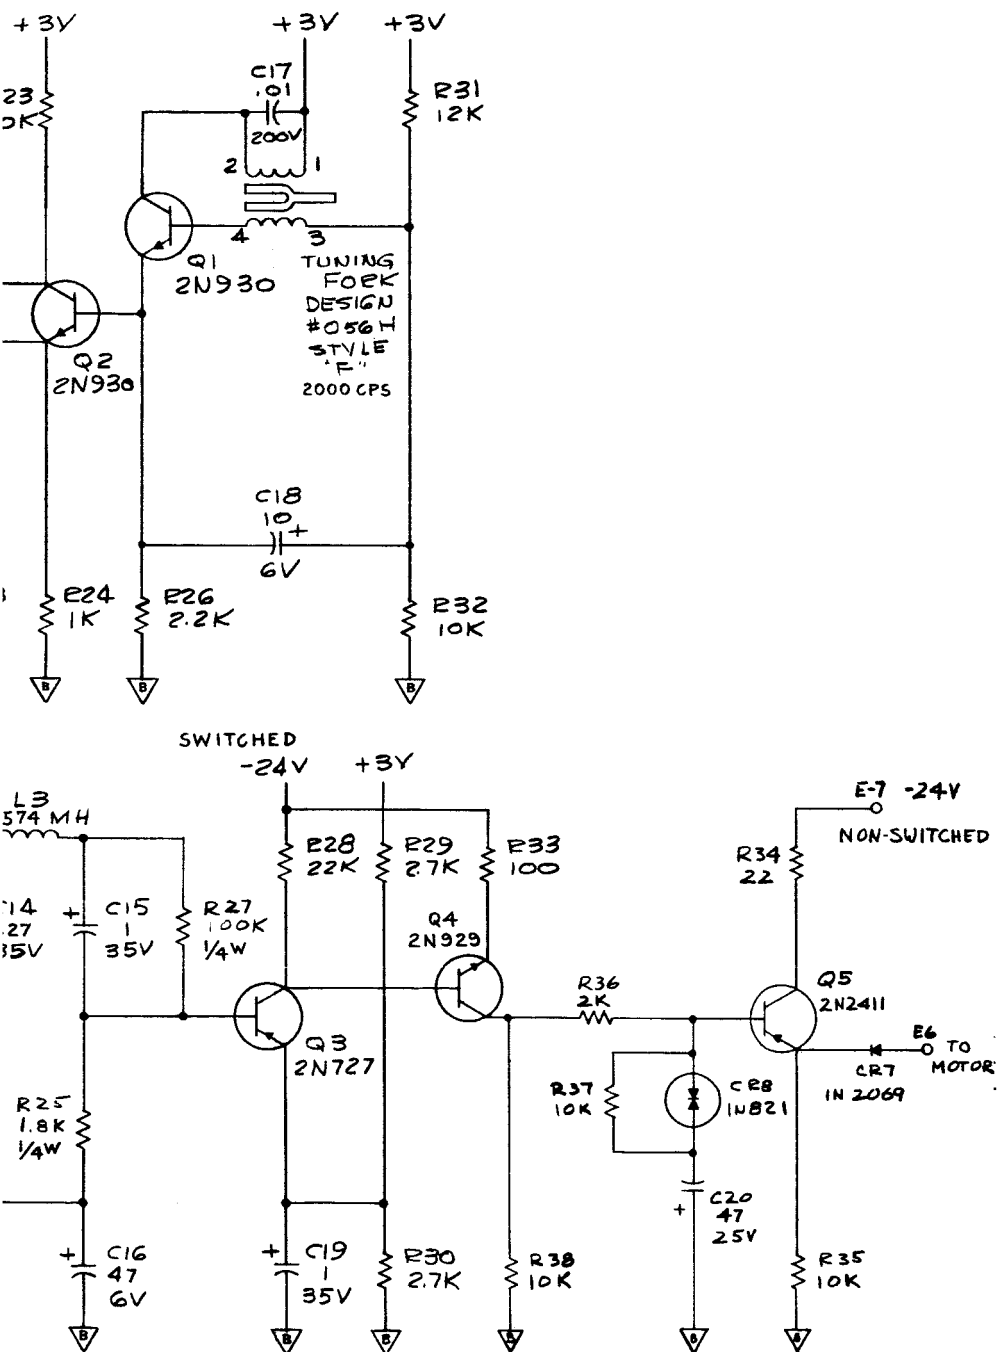 +3V
+3V
+3V
23
0K
C17
.01
200V
R31
12K
2
1
4
3
Q1
2N930
TUNING
FORK
DESIGN
#056H
STYLE
"F"
2000 CPS
Q2
2N930
C18
10
+
6V
R24
1K
R26
2.2K
R32
10K
B
B
B
SWITCHED
-24V
+3V
L3
574 MH
E-7 -24V
NON-SWITCHED
R28
22K
R29
2.7K
R33
100
R34
22
14
.27
35V
+
C15
1
35V
R27
100K
1/4W
Q4
2N929
R36
2K
Q5
2N2411
Q3
2N727
E6
TO
MOTOR
CR7
1N2069
R25
1.8K
1/4W
R37
10K
CR8
1N821
+
C20
47
25V
+
C16
47
6V
+
C19
1
35V
R30
2.7K
R38
10K
R35
10K
B
B
B
B
B
B